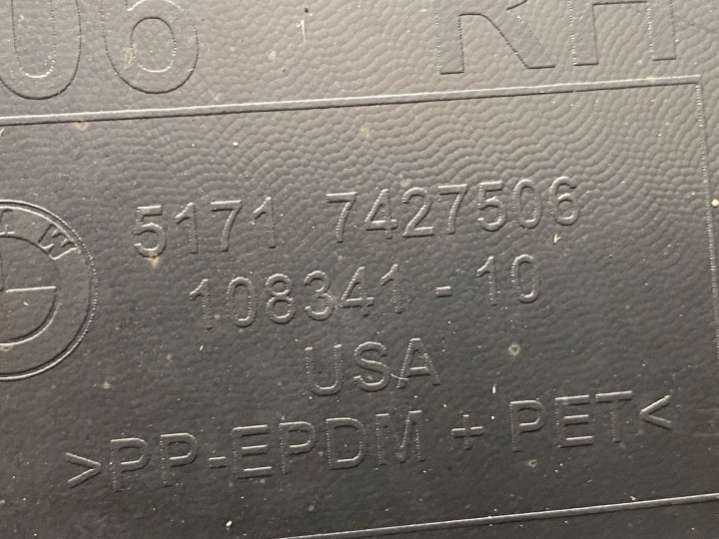 06 RH
5171 7427506
108341 - 10
USA
>PP-EPDM + PET<